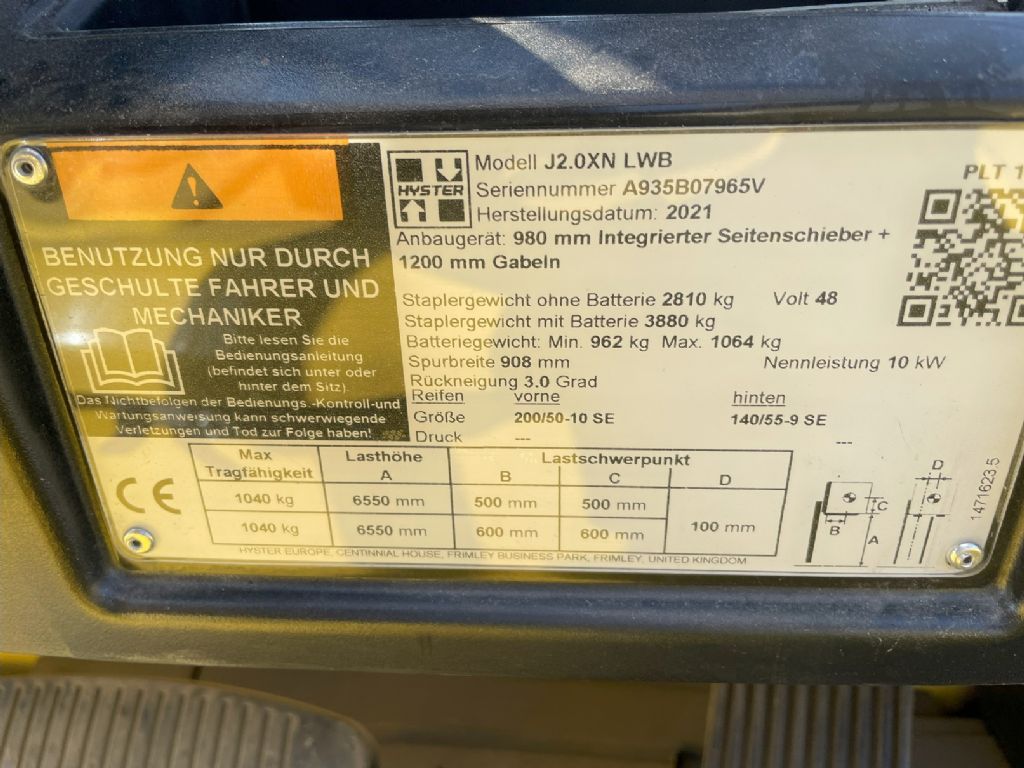 BENUTZUNG NUR DURCH
GESCHULTE FAHRER UND
MECHANIKER
Bitte lesen Sie die
Bedienungsanleitung
(befindet sich unter oder
hinter dem Sitz).
Das Nichtbefolgen der Bedienungs.-Kontroll-und
Wartungsanweisung kann schwerwiegende
Verletzungen und Tod zur Folge haben!
HYSTER
Modell J2.0XN LWB
Seriennummer A935B07965V
Herstellungsdatum: 2021
Anbaugerät: 980 mm Integrierter Seitenschieber +
1200 mm Gabeln
PLT 1
Staplergewicht ohne Batterie 2810 kg Volt 48
Staplergewicht mit Batterie 3880 kg
Batteriegewicht: Min. 962 kg Max. 1064 kg
Spurbreite 908 mm Nennleistung 10 kW
Rückneigung 3.0 Grad
Reifen vorne hinten
Größe 200/50-10 SE 140/55-9 SE
Druck --- ---
CE
Max Tragfähigkeit Lasthöhe A Lastschwerpunkt B C D
1040 kg 6550 mm 500 mm 500 mm
1040 kg 6550 mm 600 mm 600 mm 100 mm
B C A D
1471623.5
HYSTER EUROPE, CENTINNIAL HOUSE, FRIMLEY BUSINESS PARK, FRIMLEY, UNITED KINGDOM